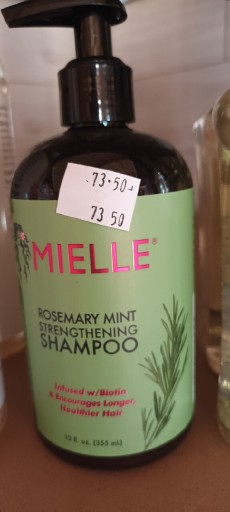 73.50
73 50
MIELLE®
ROSEMARY MINT
STRENGTHENING
SHAMPOO
Infused w/Biotin
& Encourages Longer,
Healthier Hair
12 fl. oz. (355 mL)